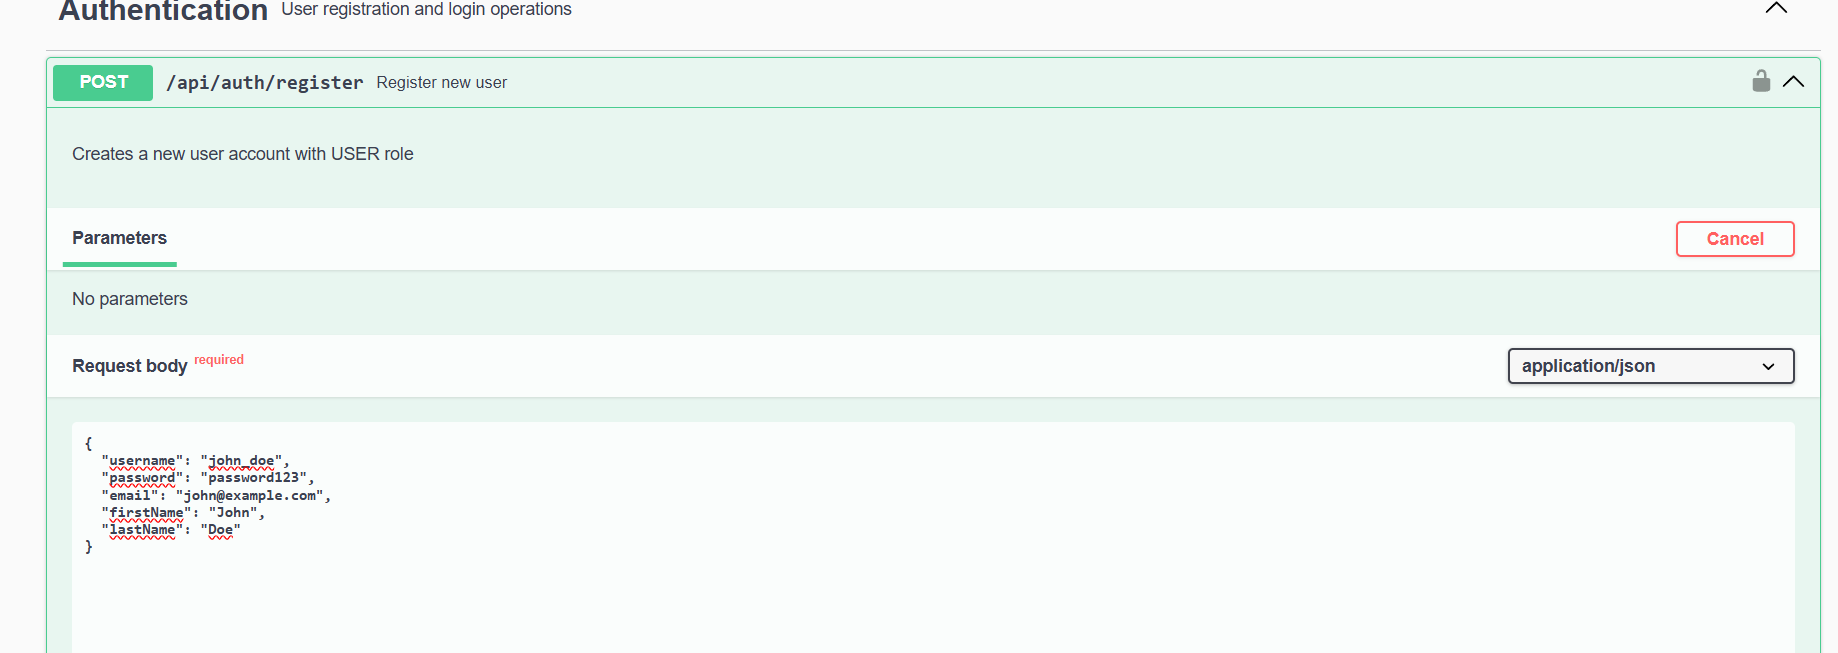 Authentication User registration and login operations
POST /api/auth/register Register new user
Creates a new user account with USER role
Parameters Cancel
No parameters
Request body required application/json
{
  "username": "john_doe",
  "password": "password123",
  "email": "john@example.com",
  "firstName": "John",
  "lastName": "Doe"
}